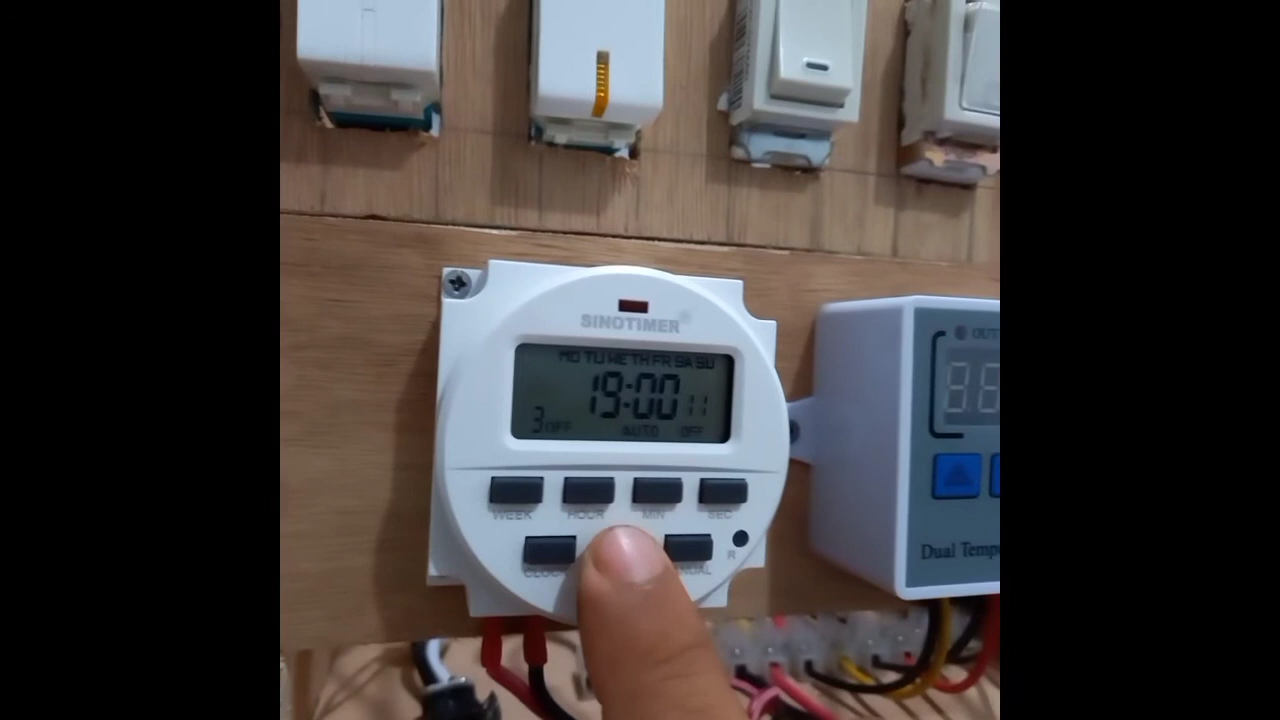 SINOTIMER®
MO TU WE TH FR SA SU
19:00 11
3 OFF AUTO OFF
WEEK HOUR MIN SEC
R
Dual